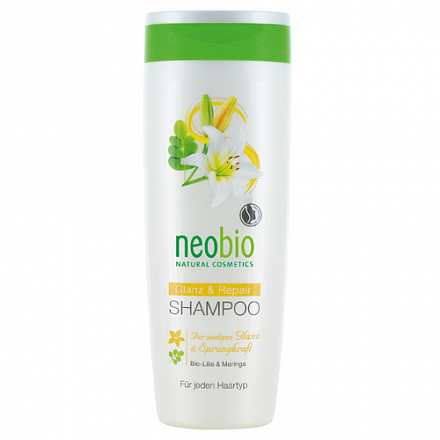 neobio
NATURAL COSMETICS
Glanz & Repair
SHAMPOO
Für seidigen Glanz
& Sprungkraft
Bio-Lilie & Moringa
Für jeden Haartyp